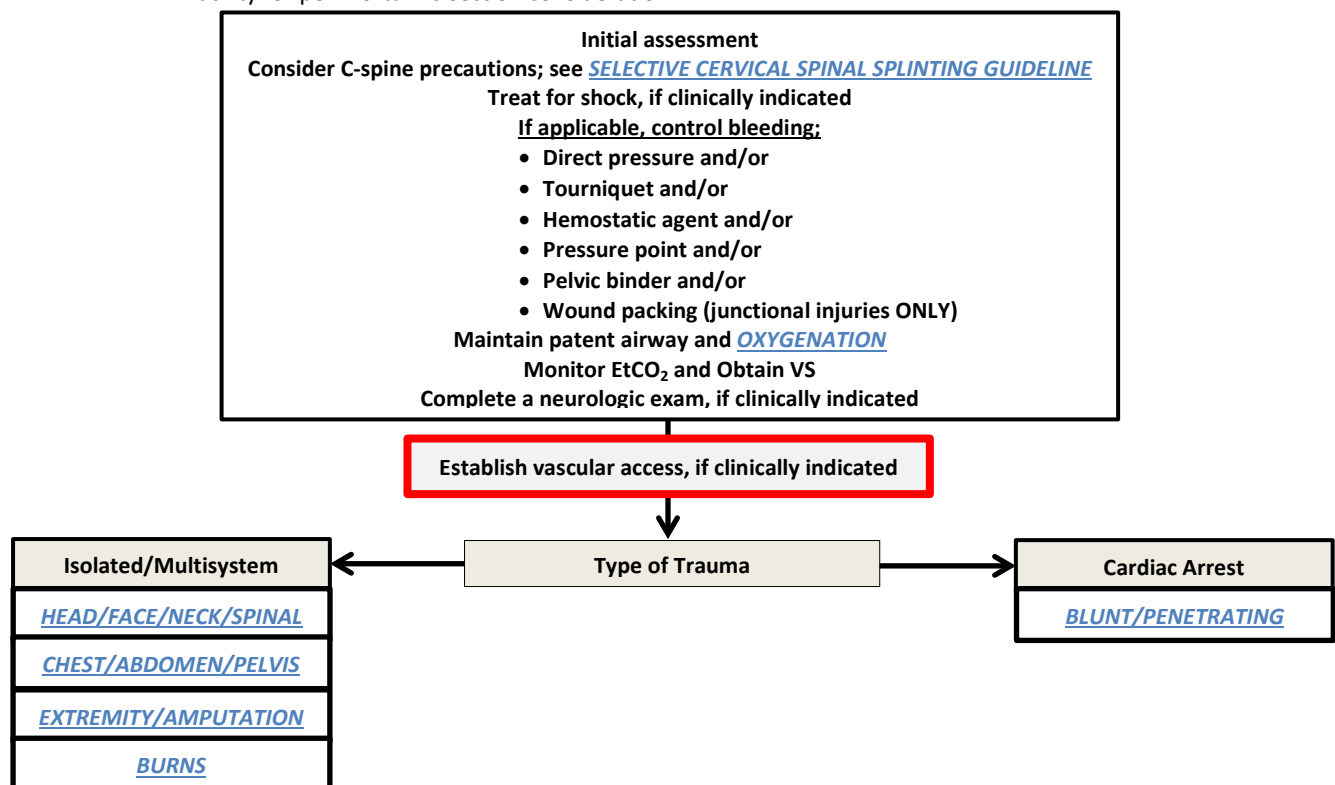 Initial assessment
Consider C-spine precautions; see SELECTIVE CERVICAL SPINAL SPLINTING GUIDELINE
Treat for shock, if clinically indicated
If applicable, control bleeding;
• Direct pressure and/or
• Tourniquet and/or
• Hemostatic agent and/or
• Pressure point and/or
• Pelvic binder and/or
• Wound packing (junctional injuries ONLY)
Maintain patent airway and OXYGENATION
Monitor EtCO₂ and Obtain VS
Complete a neurologic exam, if clinically indicated
Establish vascular access, if clinically indicated
Type of Trauma
Isolated/Multisystem
HEAD/FACE/NECK/SPINAL
CHEST/ABDOMEN/PELVIS
EXTREMITY/AMPUTATION
BURNS
Cardiac Arrest
BLUNT/PENETRATING